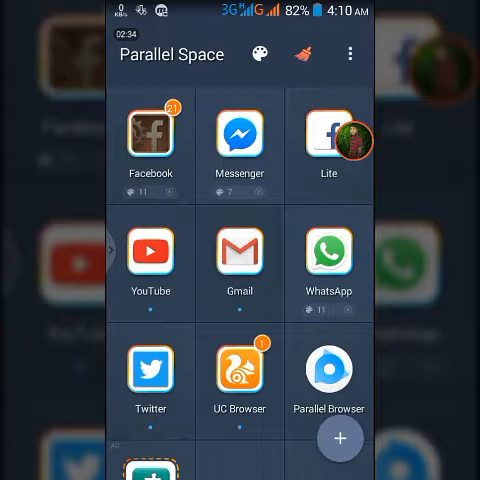 0
KB/s
3G H G 82% 4:10 AM
02:34
Parallel Space
21
1
Facebook
Messenger
Lite
11
7
YouTube
Gmail
WhatsApp
11
Twitter
UC Browser
Parallel Browser
+